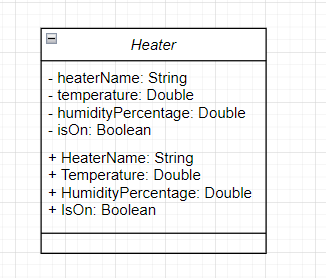 Heater
- heaterName: String
- temperature: Double
- humidityPercentage: Double
- isOn: Boolean
+ HeaterName: String
+ Temperature: Double
+ HumidityPercentage: Double
+ IsOn: Boolean